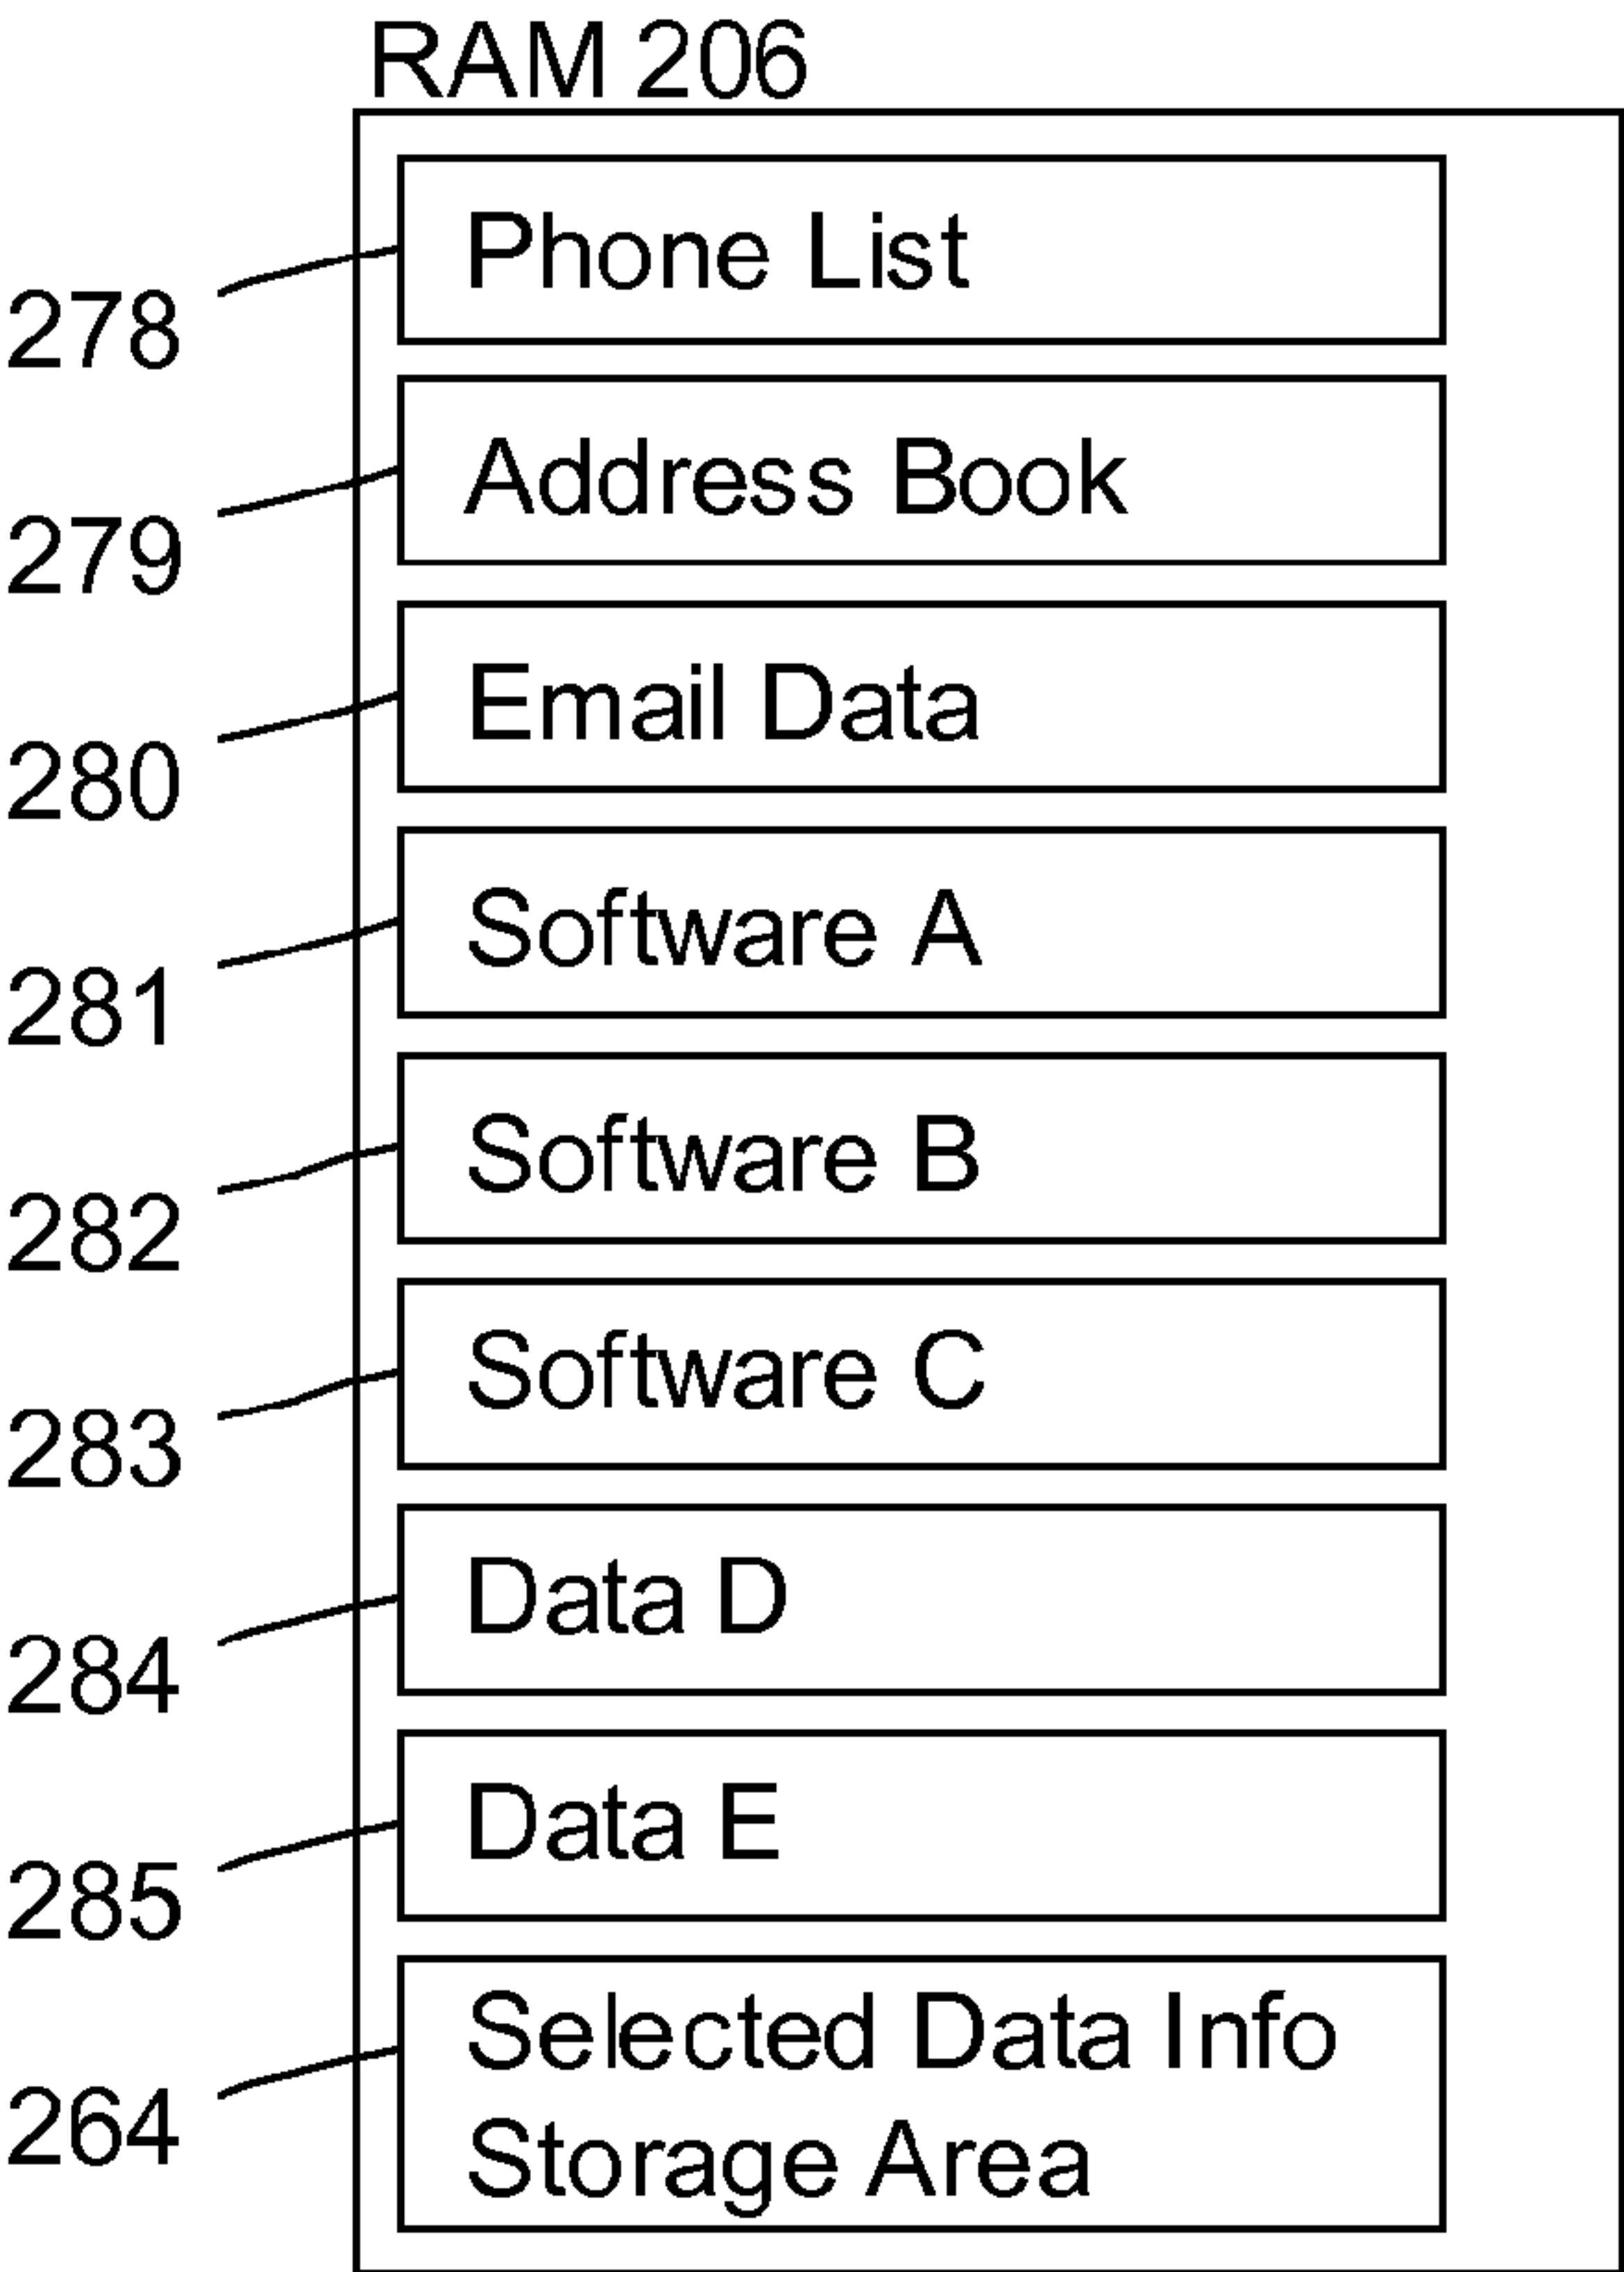 RAM 206
278 Phone List
279 Address Book
280 Email Data
281 Software A
282 Software B
283 Software C
284 Data D
285 Data E
264 Selected Data Info
Storage Area